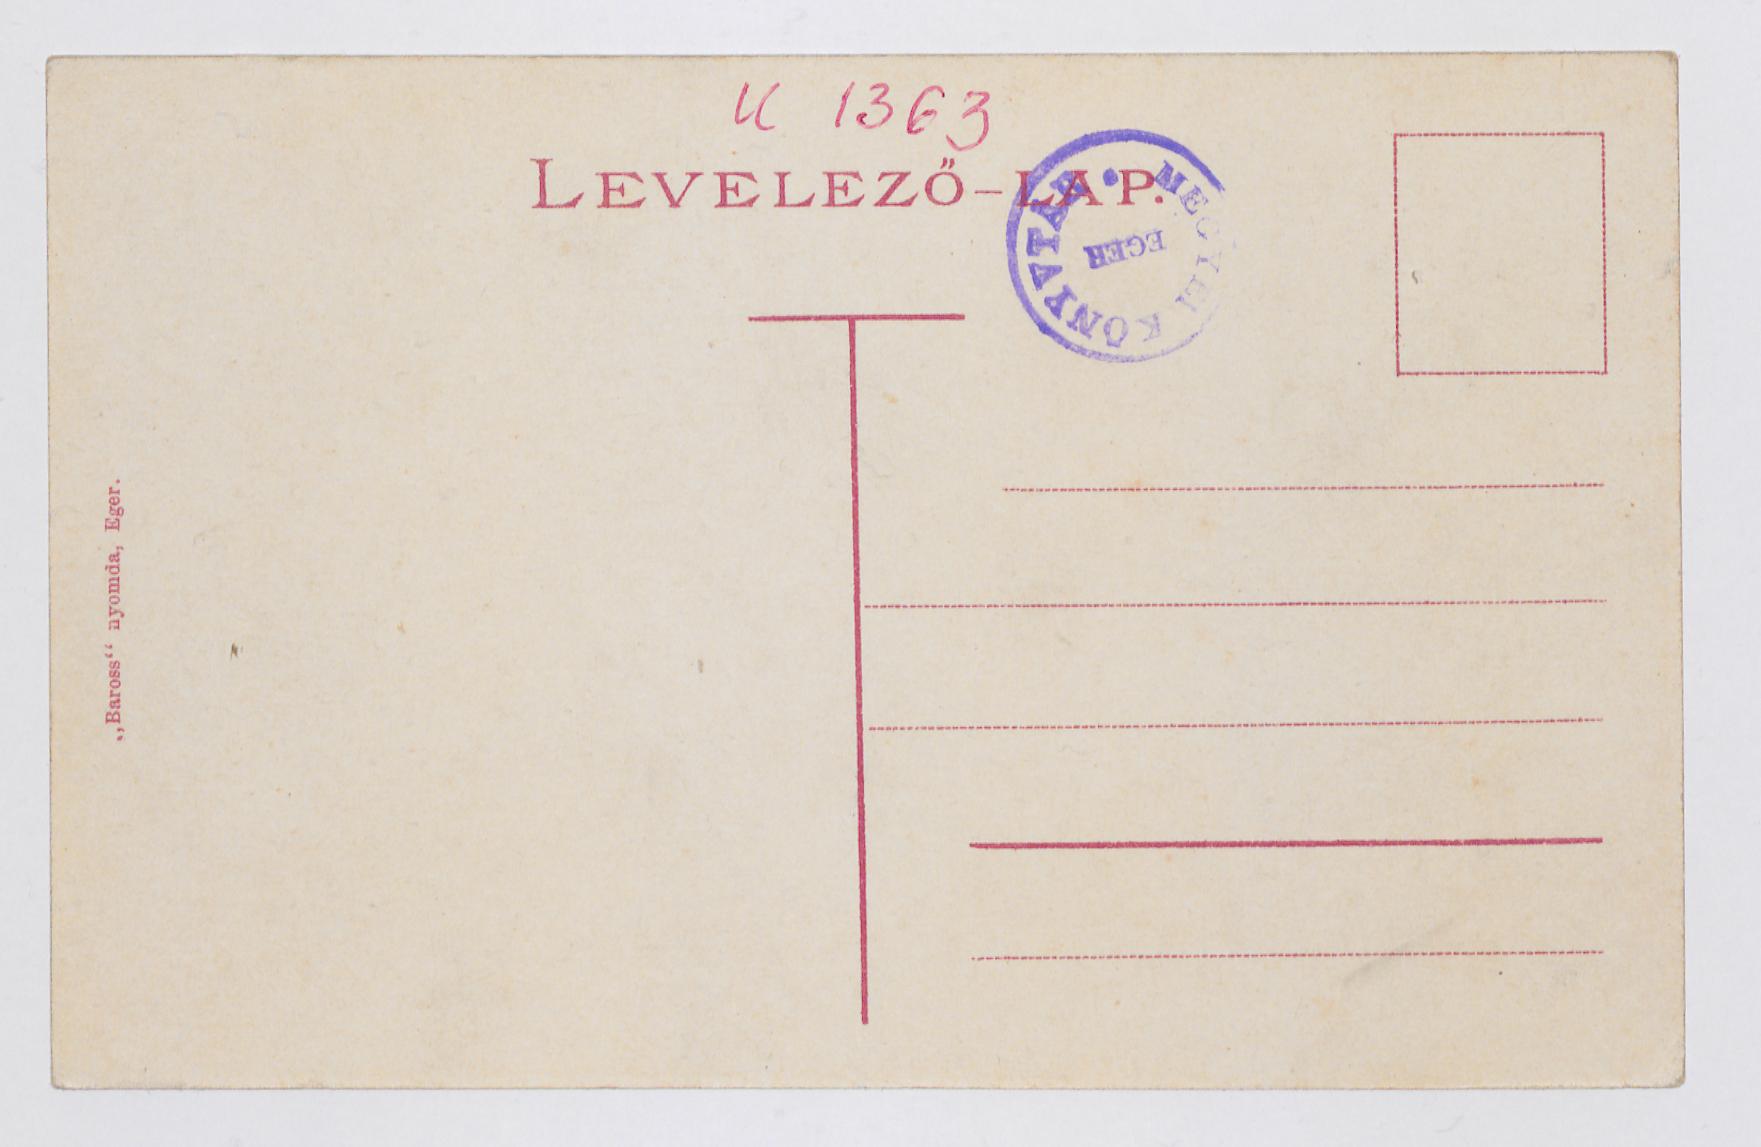 K 1363
LEVELEZŐ-LAP.
MEGYEI KÖNYVTÁR •
EGER
„Baross“ nyomda, Eger.